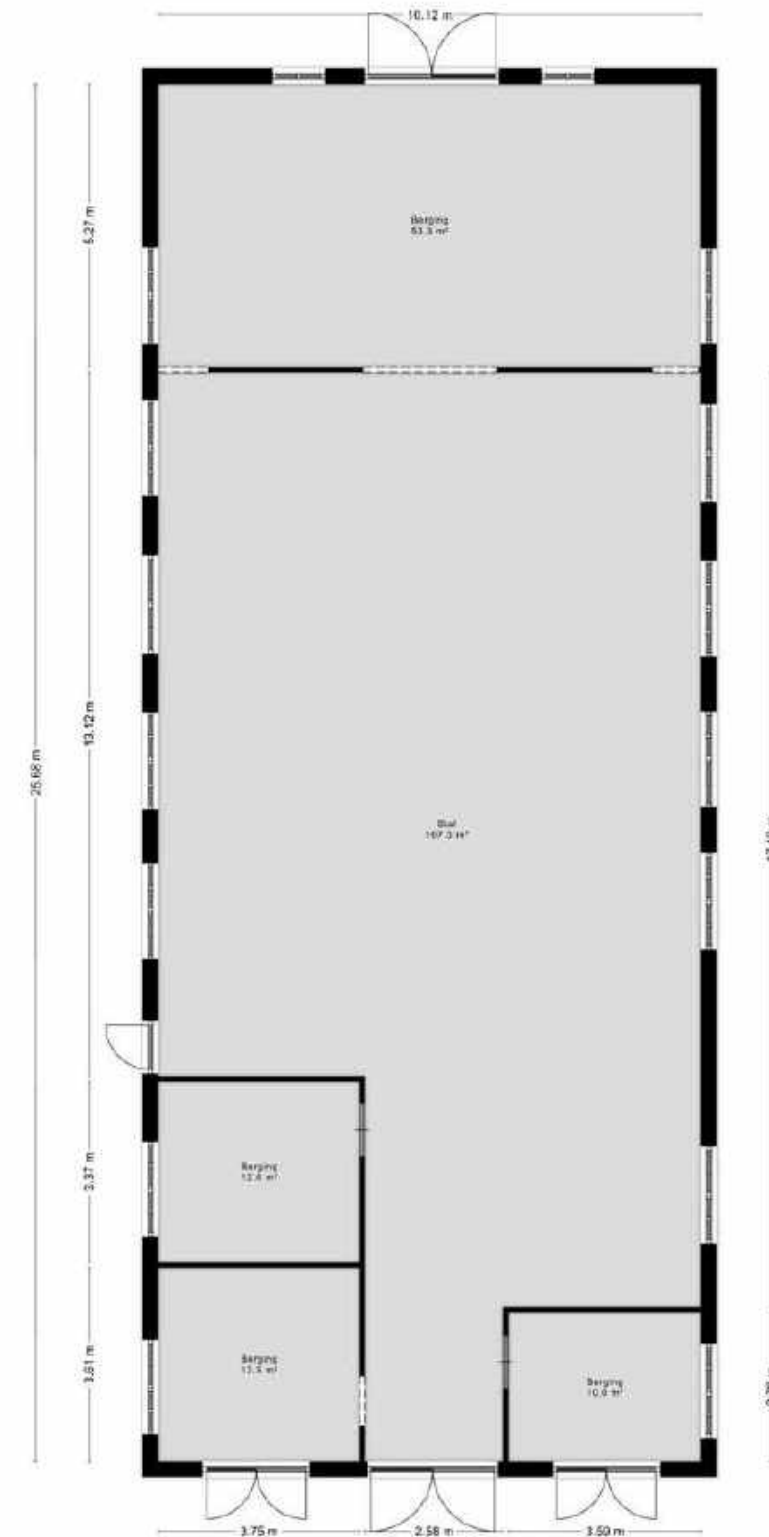 10.12 m
5.27 m
Berging
53.3 m²
13.12 m
25.68 m
Stal
3.37 m
Berging
3.61 m
Berging
Berging
3.75 m
2.58 m
3.50 m